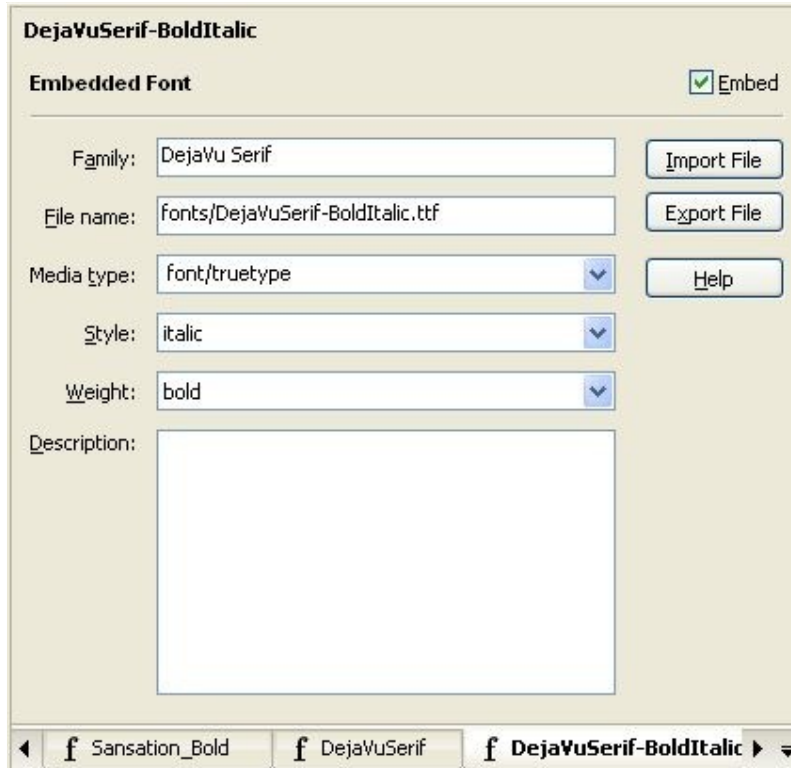 DejaVuSerif-BoldItalic
Embedded Font
Embed
Family: DejaVu Serif
Import File
File name: fonts/DejaVuSerif-BoldItalic.ttf
Export File
Media type: font/truetype
Help
Style: italic
Weight: bold
Description:
f Sansation_Bold f DejaVuSerif f DejaVuSerif-BoldItalic